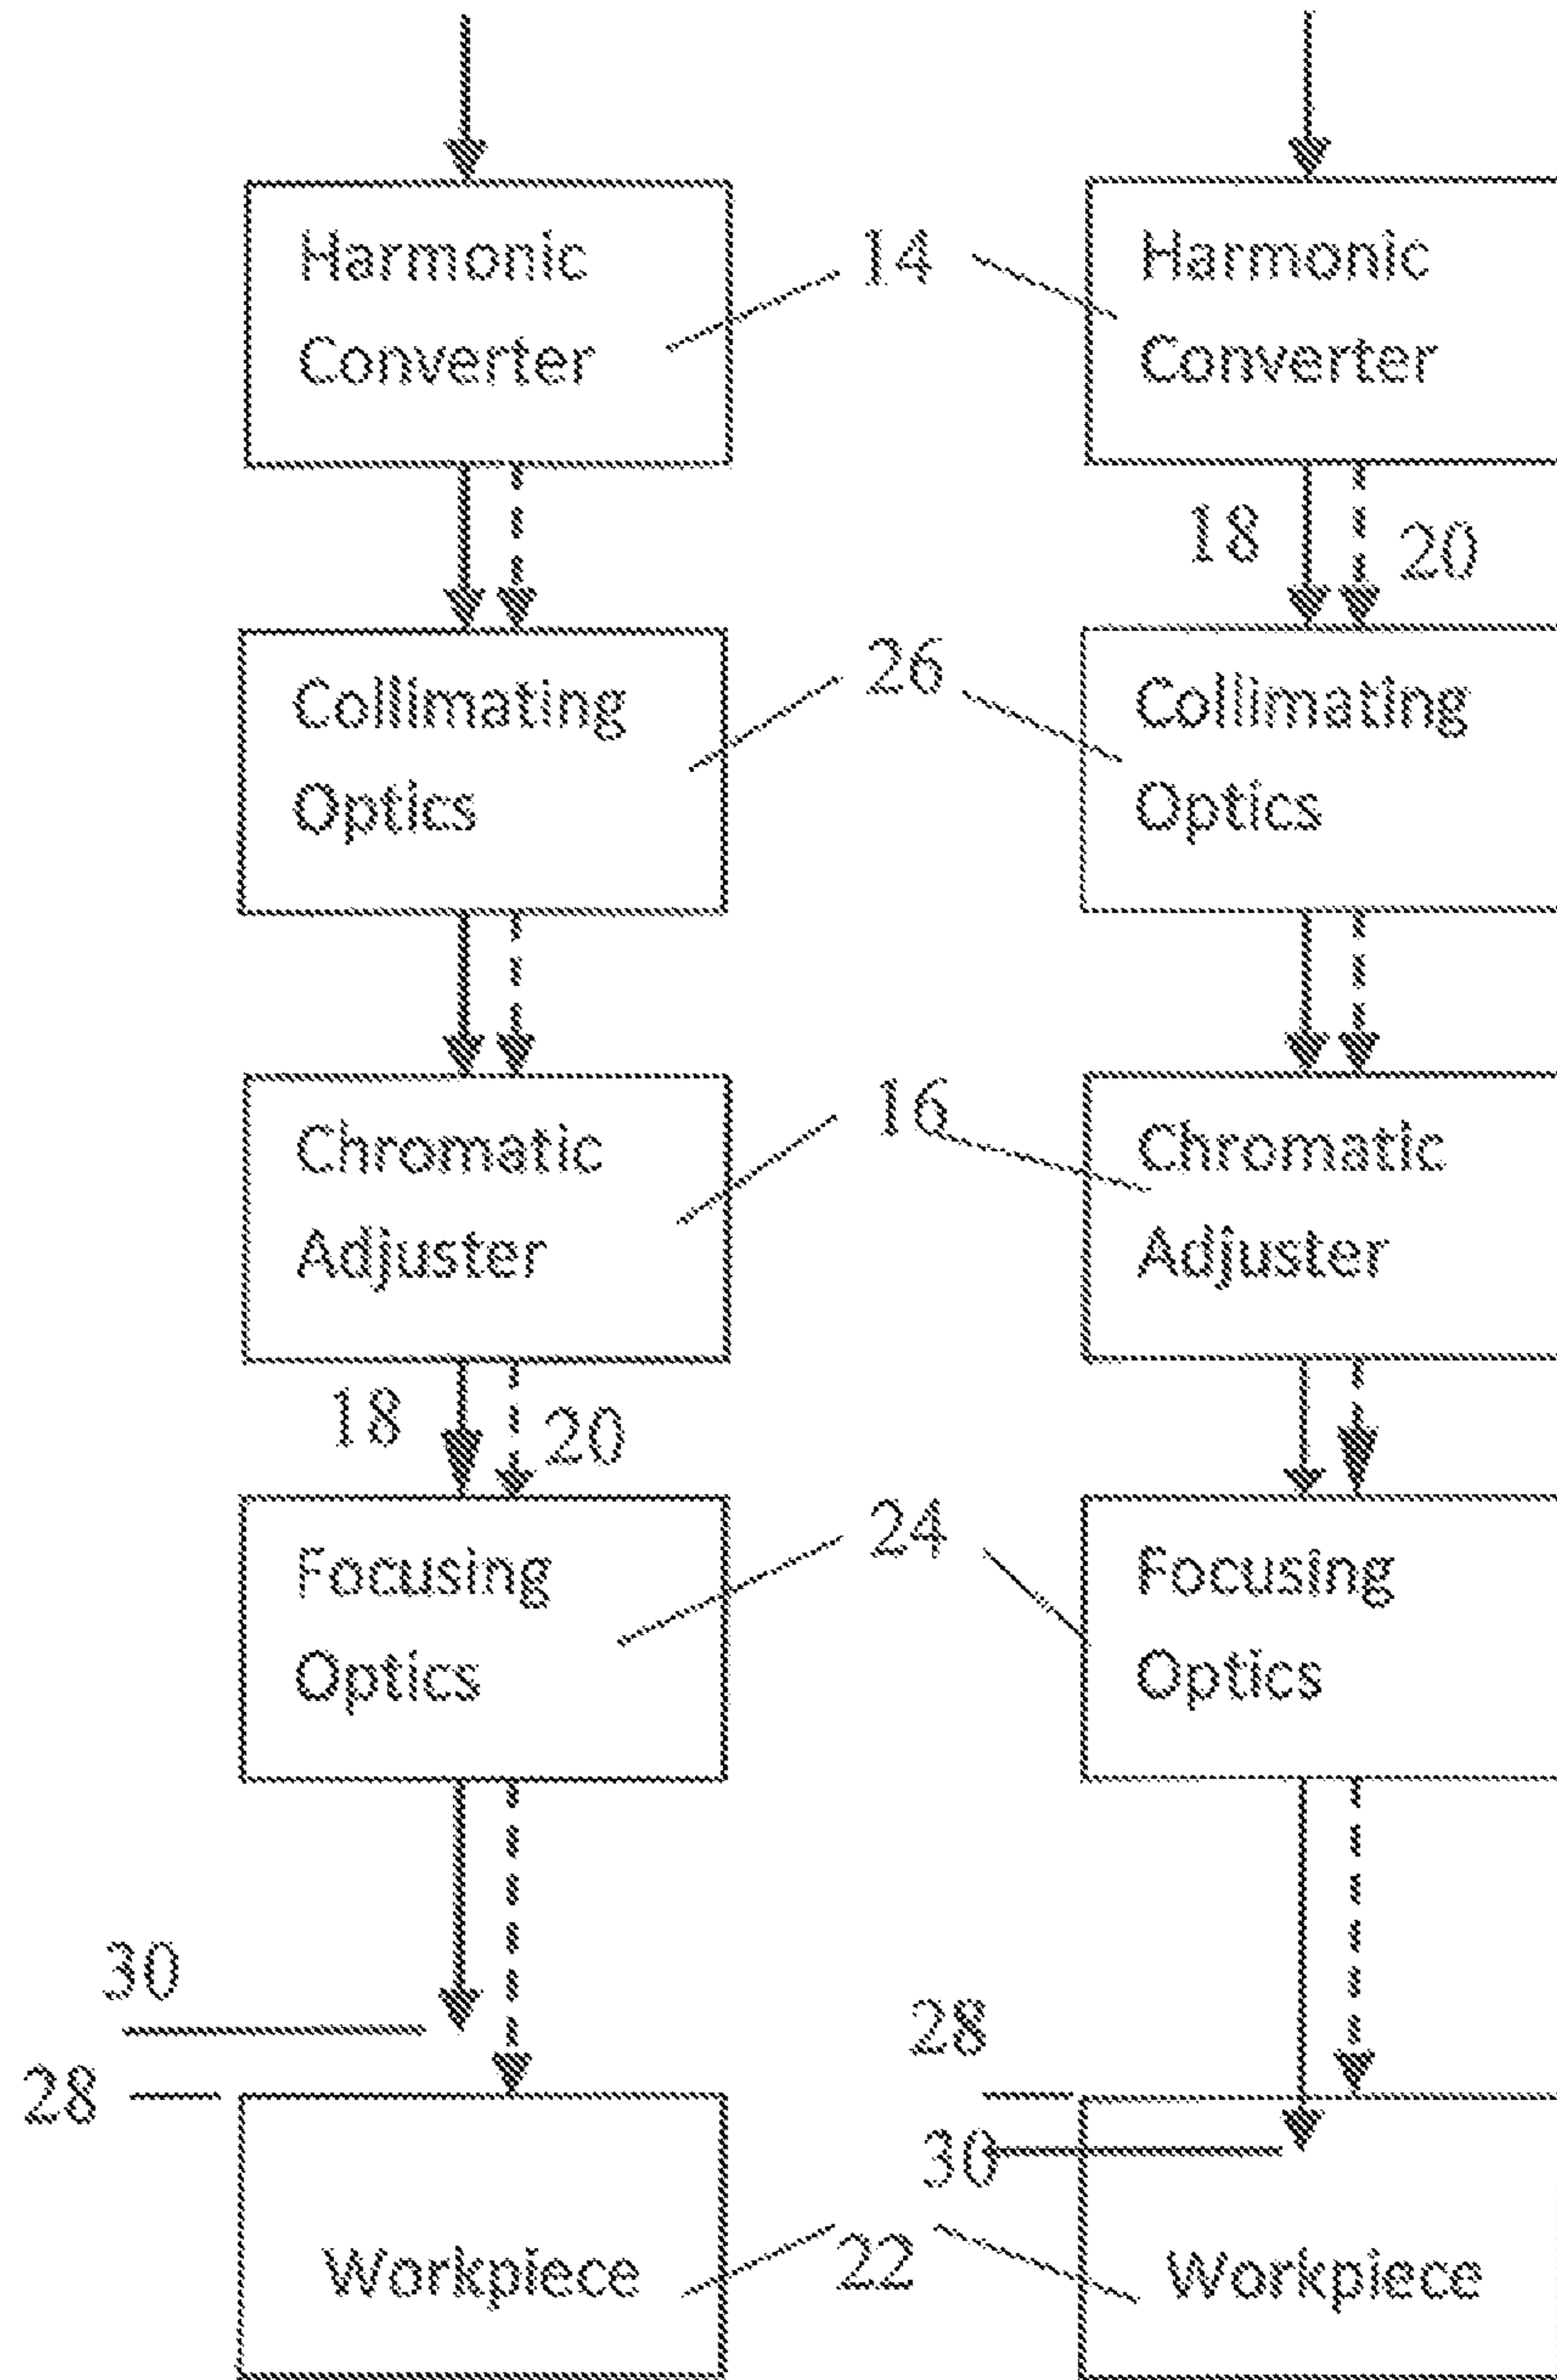 Harmonic
Converter
14
Harmonic
Converter
18
20
Collimating
Optics
26
Collimating
Optics
Chromatic
Adjuster
16
Chromatic
Adjuster
18
20
Focusing
Optics
24
Focusing
Optics
30
28
28
30
Workpiece
22
Workpiece